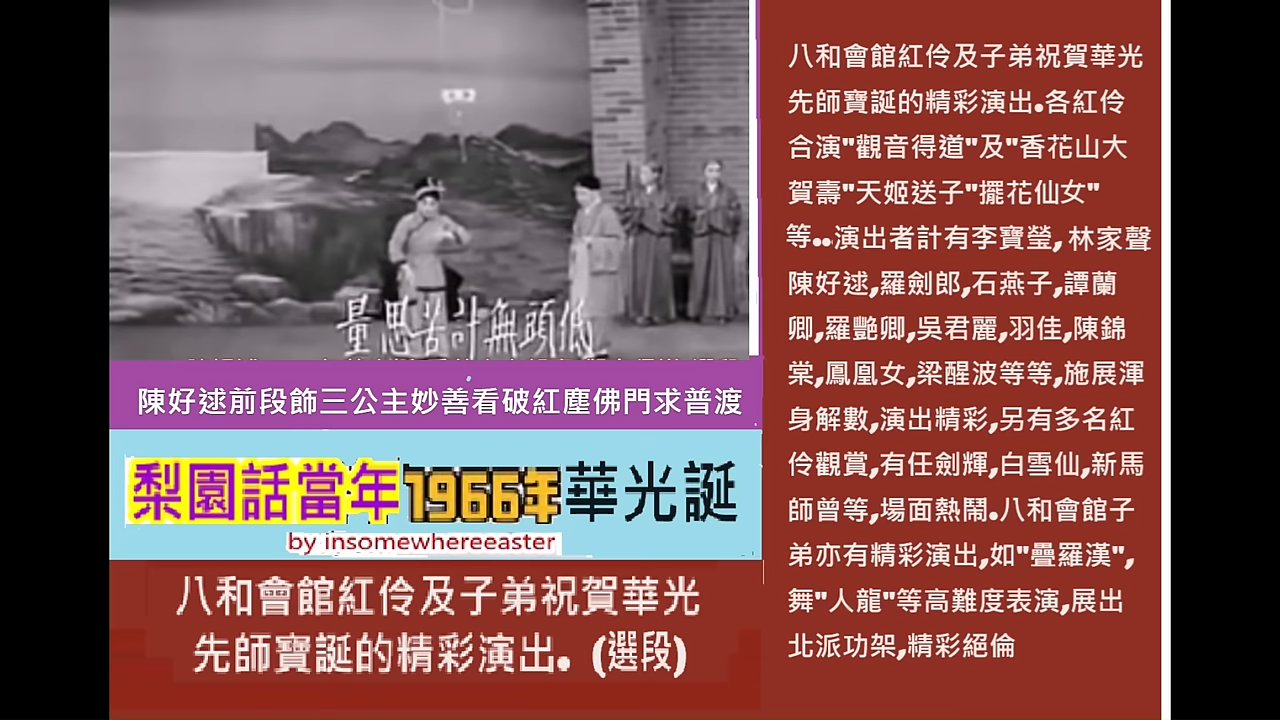 量思苦計無頭低
陳好逑前段飾三公主妙善看破紅塵佛門求普渡
梨園話當年1966年華光誕
by insomewhereeaster
八和會館紅伶及子弟祝賀華光
先師寶誕的精彩演出. (選段)
八和會館紅伶及子弟祝賀華光
先師寶誕的精彩演出.各紅伶
合演"觀音得道"及"香花山大
賀壽"天姬送子"擺花仙女"
等..演出者計有李寶瑩,林家聲
陳好逑,羅劍郎,石燕子,譚蘭
卿,羅艷卿,吳君麗,羽佳,陳錦
棠,鳳凰女,梁醒波等等,施展渾
身解數,演出精彩,另有多名紅
伶觀賞,有任劍輝,白雪仙,新馬
師曾等,場面熱鬧.八和會館子
弟亦有精彩演出,如"疊羅漢",
舞"人龍"等高難度表演,展出
北派功架,精彩絕倫